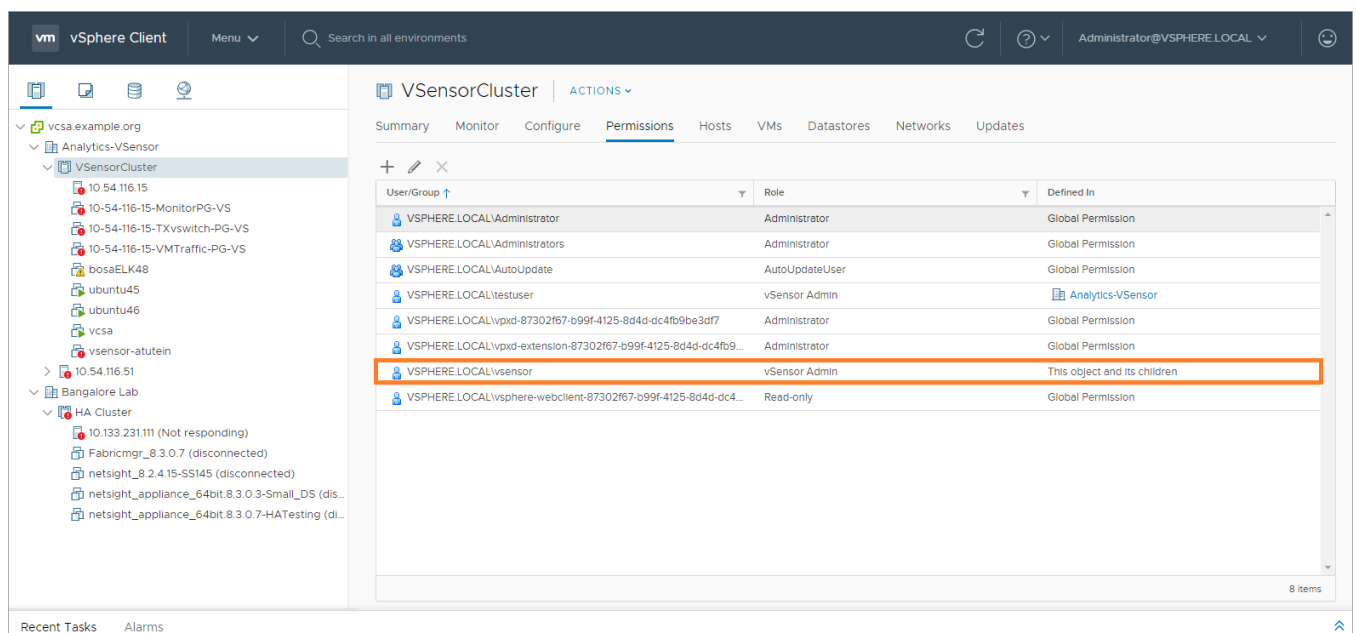 vm vSphere Client Menu Search in all environments Administrator@VSPHERE.LOCAL
vcsa.example.org
Analytics-VSensor
VSensorCluster
10.54.116.15
10-54-116-15-MonitorPG-VS
10-54-116-15-TXvswitch-PG-VS
10-54-116-15-VMTraffic-PG-VS
bosaELK48
ubuntu45
ubuntu46
vcsa
vsensor-atutein
10.54.116.51
Bangalore Lab
HA Cluster
10.133.231.111 (Not responding)
Fabricmgr_8.3.0.7 (disconnected)
netsight_8.2.4.15-SS145 (disconnected)
netsight_appliance_64bit.8.3.0.3-Small_DS (dis...
netsight_appliance_64bit.8.3.0.7-HATesting (di...
VSensorCluster ACTIONS
Summary Monitor Configure Permissions Hosts VMs Datastores Networks Updates
User/Group Role Defined In
VSPHERE.LOCAL\Administrator Administrator Global Permission
VSPHERE.LOCAL\Administrators Administrator Global Permission
VSPHERE.LOCAL\AutoUpdate AutoUpdateUser Global Permission
VSPHERE.LOCAL\testuser vSensor Admin Analytics-VSensor
VSPHERE.LOCAL\vpxd-87302f67-b99f-4125-8d4d-dc4fb9be3df7 Administrator Global Permission
VSPHERE.LOCAL\vpxd-extension-87302f67-b99f-4125-8d4d-dc4fb9... Administrator Global Permission
VSPHERE.LOCAL\vsensor vSensor Admin This object and its children
VSPHERE.LOCAL\vsphere-webclient-87302f67-b99f-4125-8d4d-dc4... Read-only Global Permission
8 items
Recent Tasks Alarms